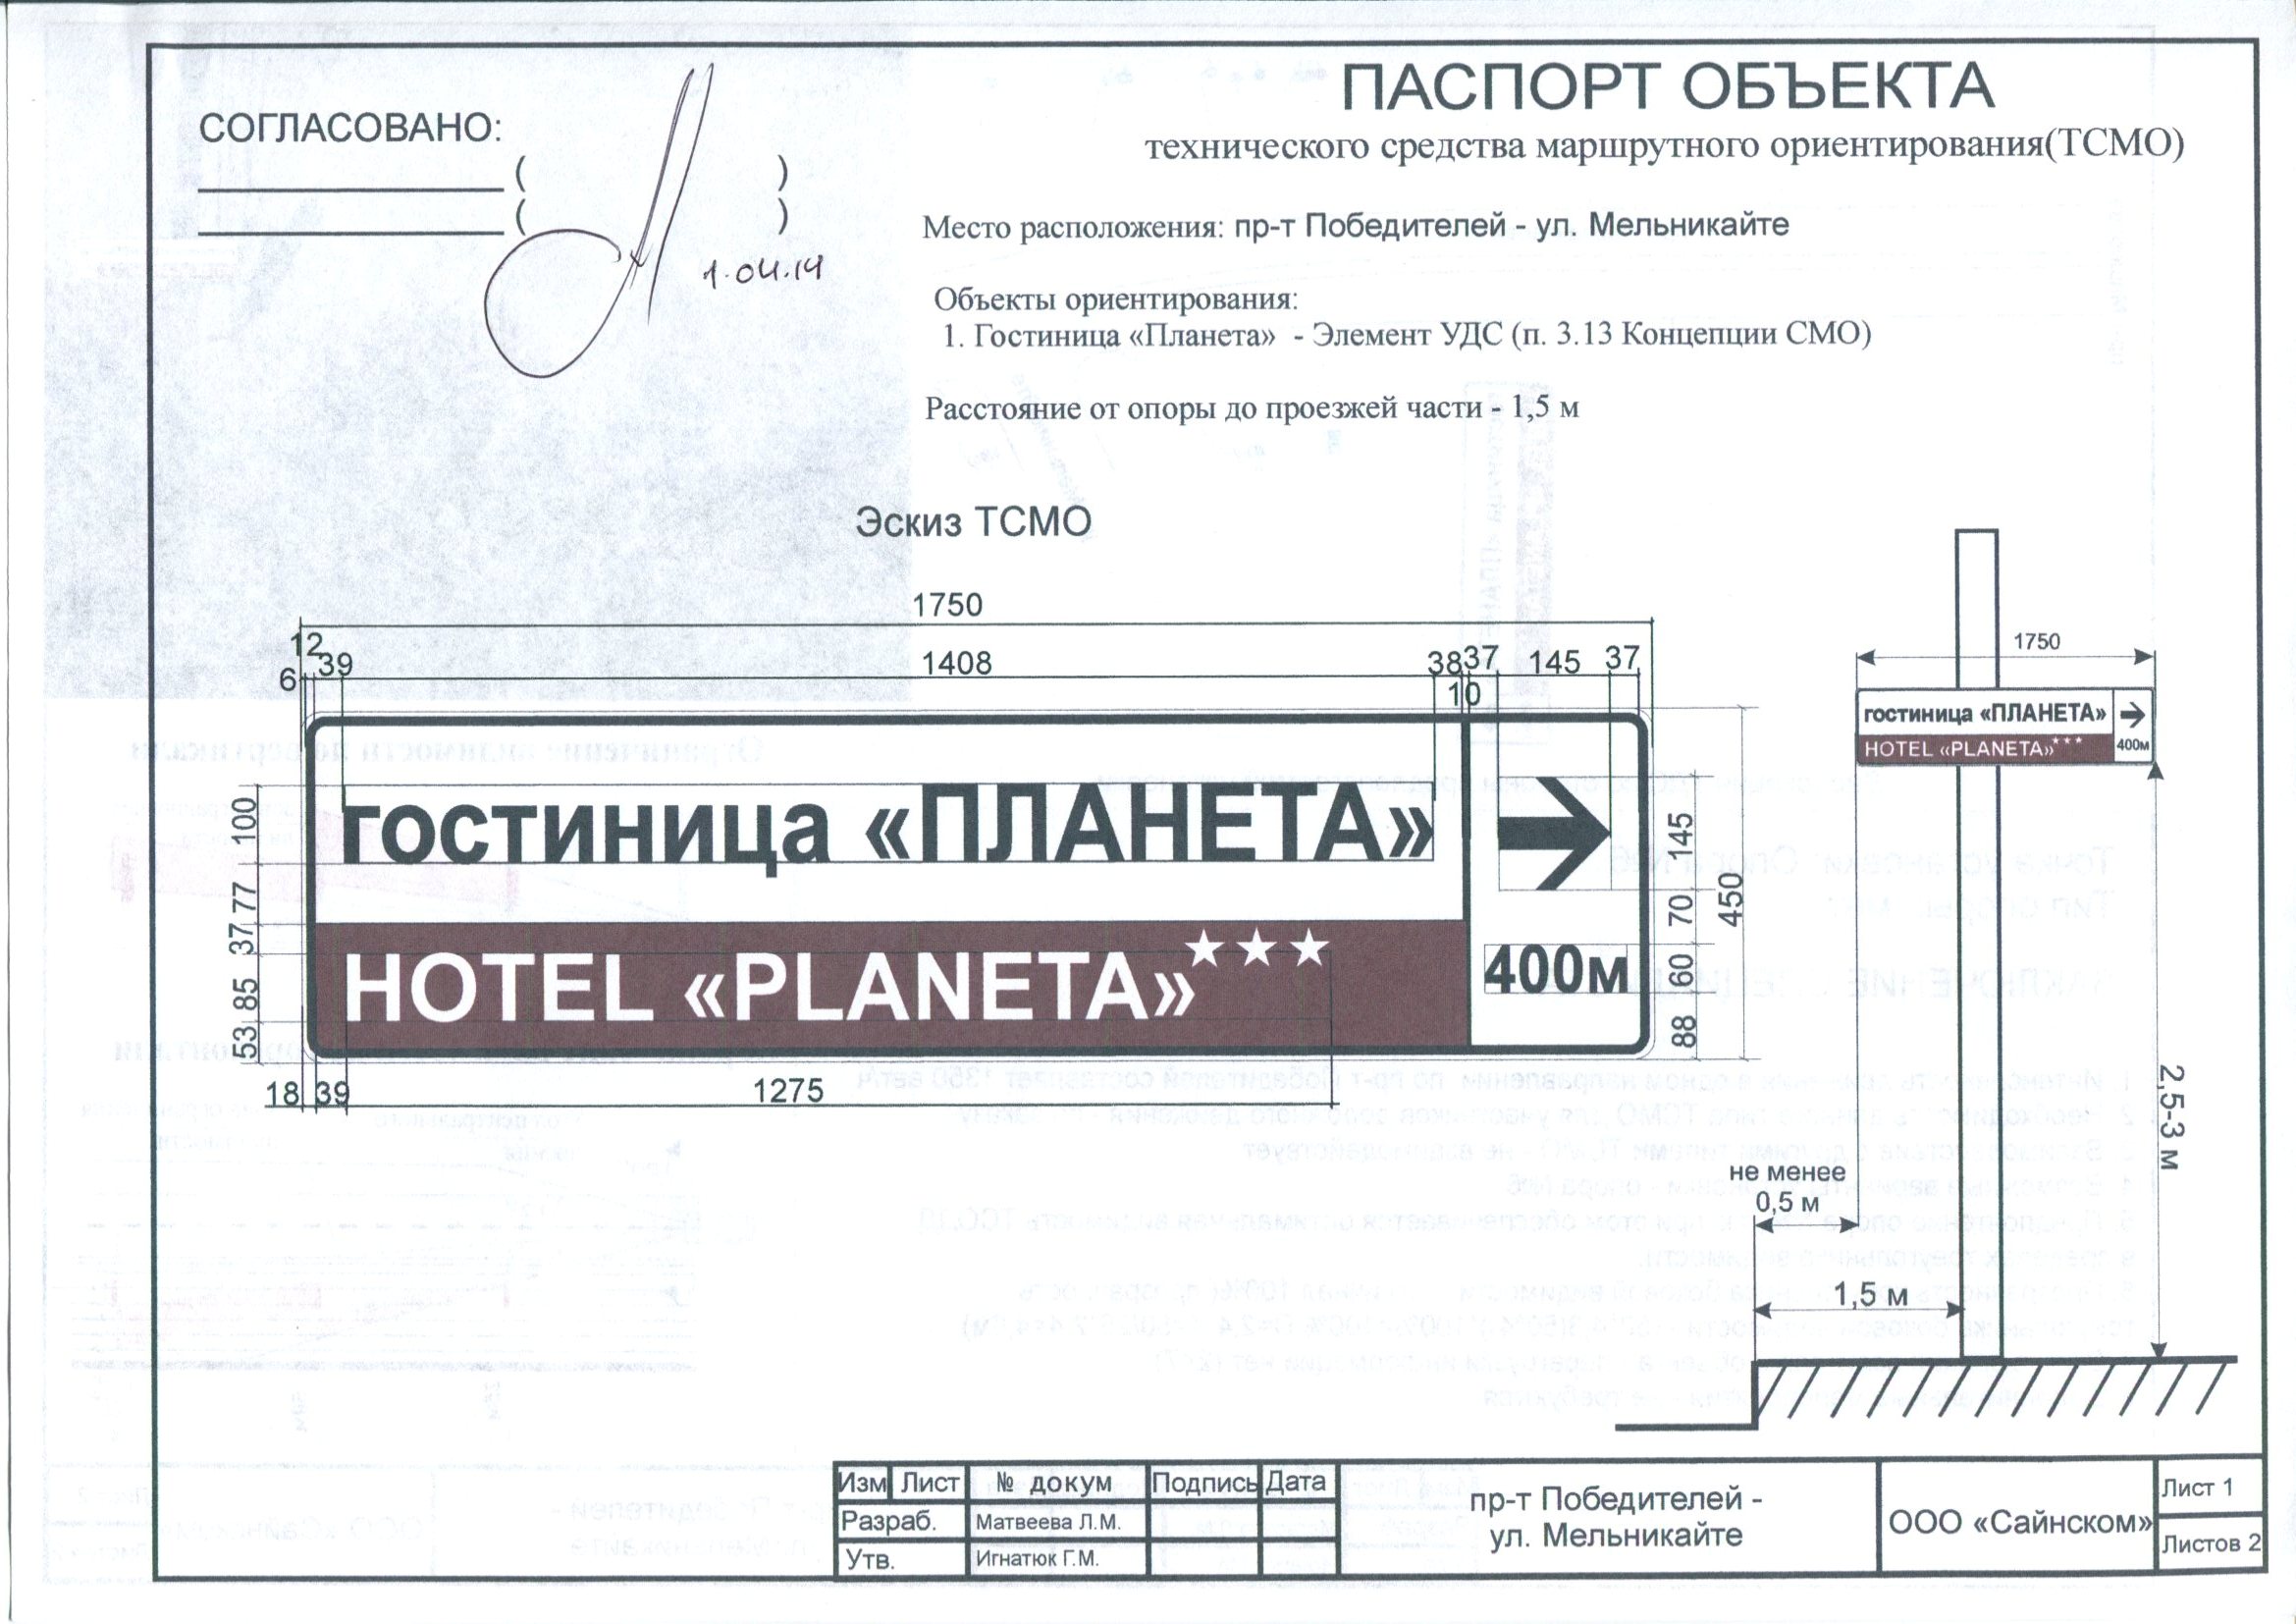 ПАСПОРТ ОБЪЕКТА
технического средства маршрутного ориентирования(ТСМО)
СОГЛАСОВАНО:
( )
( )
1.04.14
Место расположения: пр-т Победителей - ул. Мельникайте
Объекты ориентирования:
1. Гостиница «Планета» - Элемент УДС (п. 3.13 Концепции СМО)
Расстояние от опоры до проезжей части - 1,5 м
Эскиз ТСМО
1750
12
6 39 1408 38 37 145 37
10
гостиница «ПЛАНЕТА»
HOTEL «PLANETA»★★★
400м
100
77
37
85
53
145
70
60
88
450
18 39 1275
1750
гостиница «ПЛАНЕТА»
HOTEL «PLANETA»★★★
400м
2,5-3 м
не менее
0,5 м
1,5 м
Изм Лист № докум Подпись Дата
Разраб. Матвеева Л.М.
Утв. Игнатюк Г.М.
пр-т Победителей -
ул. Мельникайте
ООО «Сайнском»
Лист 1
Листов 2